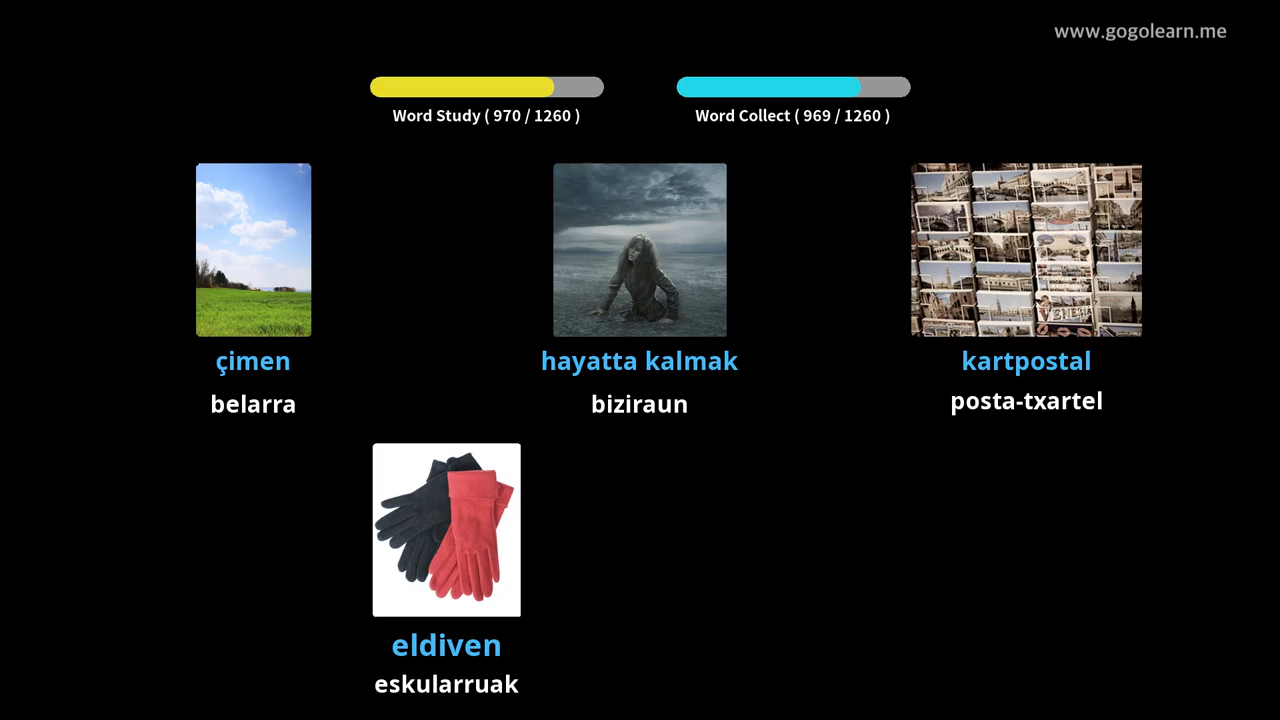 www.gogolearn.me
Word Study ( 970 / 1260 )
Word Collect ( 969 / 1260 )
çimen
belarra
hayatta kalmak
biziraun
VENEZIA
kartpostal
posta-txartel
eldiven
eskularruak